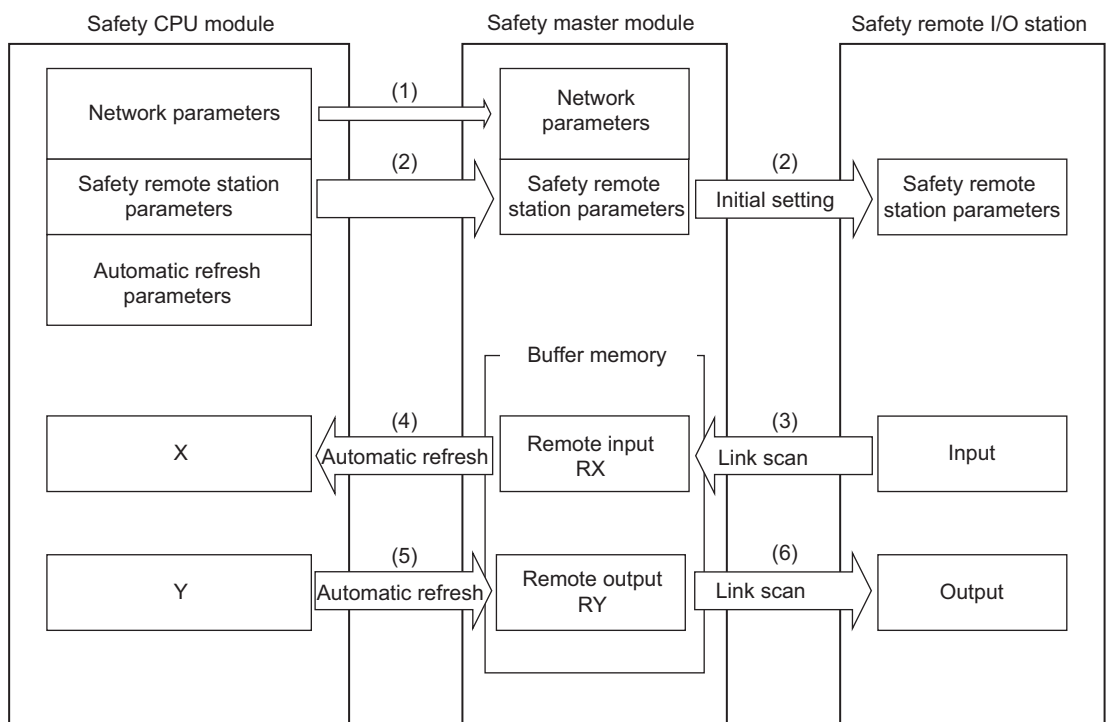 Safety CPU module
Safety master module
Safety remote I/O station
Network parameters
(1)
Network
parameters
Safety remote station
parameters
(2)
Safety remote
station parameters
(2)
Initial setting
Safety remote
station parameters
Automatic refresh
parameters
Buffer memory
X
(4)
Automatic refresh
Remote input
RX
(3)
Link scan
Input
Y
(5)
Automatic refresh
Remote output
RY
(6)
Link scan
Output